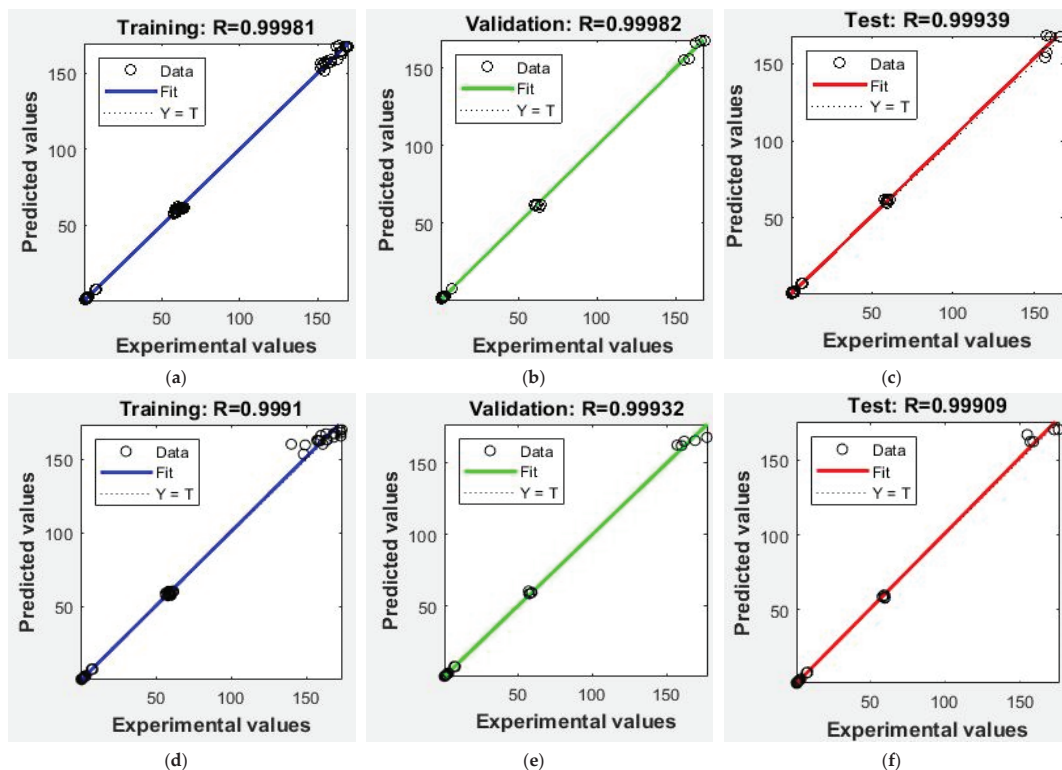 Training: R=0.99981
Data
Fit
Y = T
150
100
50
Predicted values
50 100 150
Experimental values
(a)
Validation: R=0.99982
Data
Fit
Y = T
150
100
50
Predicted values
50 100 150
Experimental values
(b)
Test: R=0.99939
Data
Fit
Y = T
150
100
50
Predicted values
50 100 150
Experimental values
(c)
Training: R=0.9991
Data
Fit
Y = T
150
100
50
Predicted values
50 100 150
Experimental values
(d)
Validation: R=0.99932
Data
Fit
Y = T
150
100
50
Predicted values
50 100 150
Experimental values
(e)
Test: R=0.99909
Data
Fit
Y = T
150
100
50
Predicted values
50 100 150
Experimental values
(f)